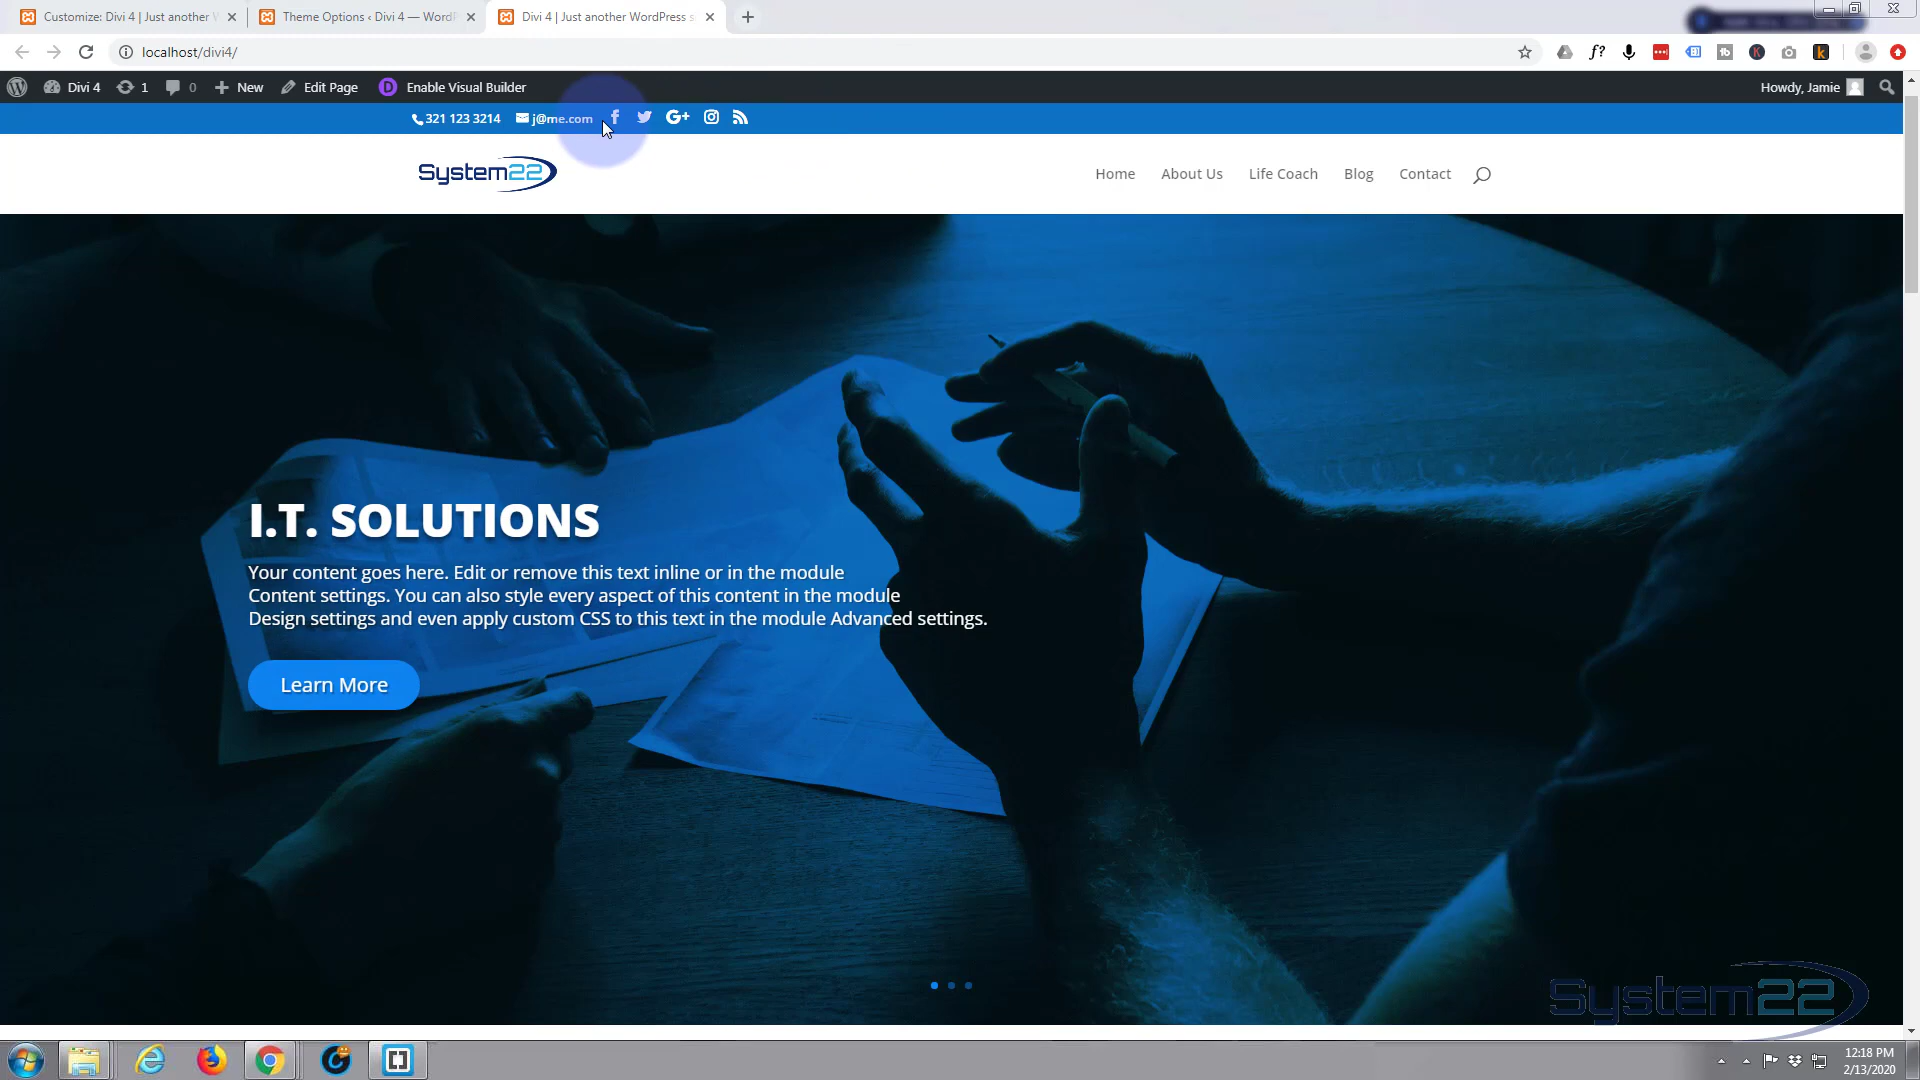 Customize: Divi 4 | Just another W
Theme Options ‹ Divi 4 — WordP
Divi 4 | Just another WordPress s
localhost/divi4/
Divi 4
1
0
New
Edit Page
Enable Visual Builder
Howdy, Jamie
321 123 3214
j@me.com
G+
System22
Home
About Us
Life Coach
Blog
Contact
I.T. SOLUTIONS
Your content goes here. Edit or remove this text inline or in the module
Content settings. You can also style every aspect of this content in the module
Design settings and even apply custom CSS to this text in the module Advanced settings.
Learn More
System22
12:18 PM
2/13/2020